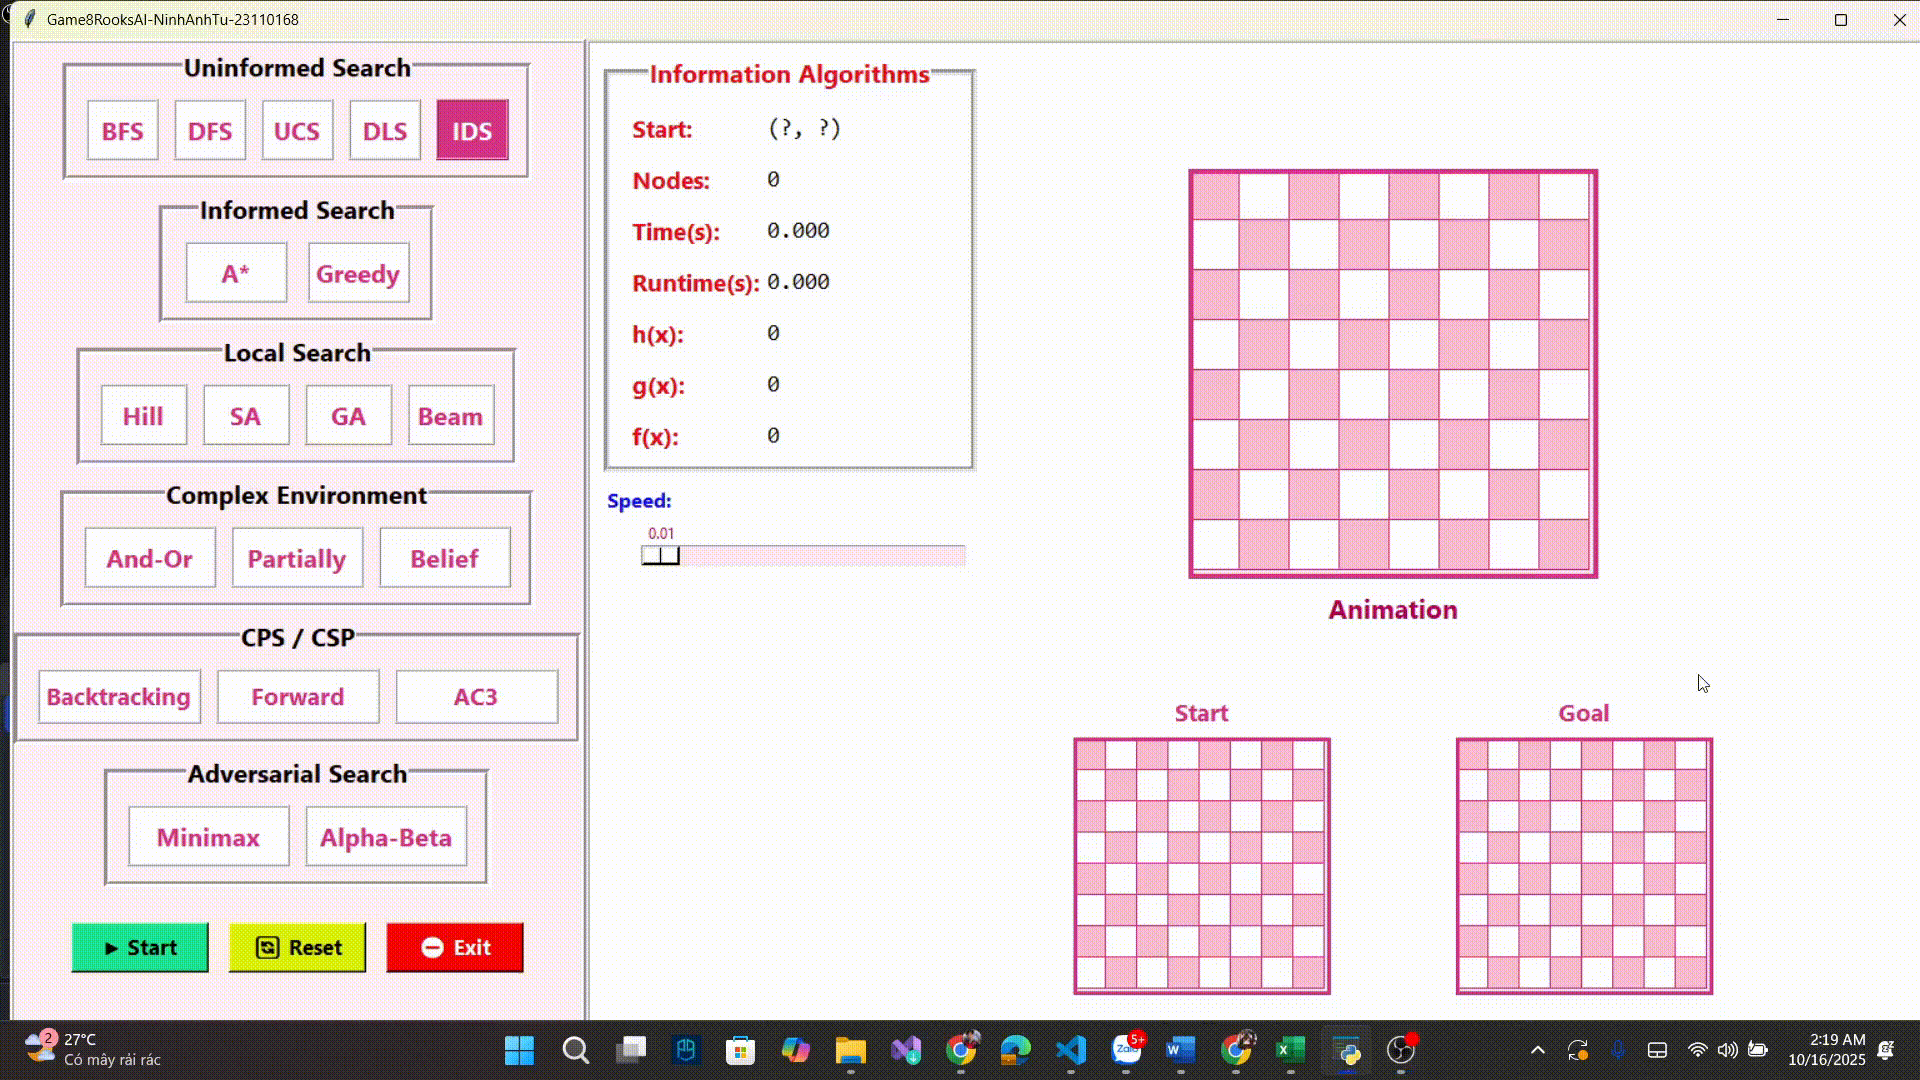 Game8RooksAI-NinhAnhTu-23110168
Uninformed Search
BFS DFS UCS DLS IDS
Informed Search
A* Greedy
Local Search
Hill SA GA Beam
Complex Environment
And-Or Partially Belief
CPS / CSP
Backtracking Forward AC3
Adversarial Search
Minimax Alpha-Beta
► Start Reset Exit
Information Algorithms
Start: (?, ?)
Nodes: 0
Time(s): 0.000
Runtime(s): 0.000
h(x): 0
g(x): 0
f(x): 0
Speed:
0.01
Animation
Start Goal
2
27°C
Có mây rải rác
Zalo
5+
2:19 AM
10/16/2025